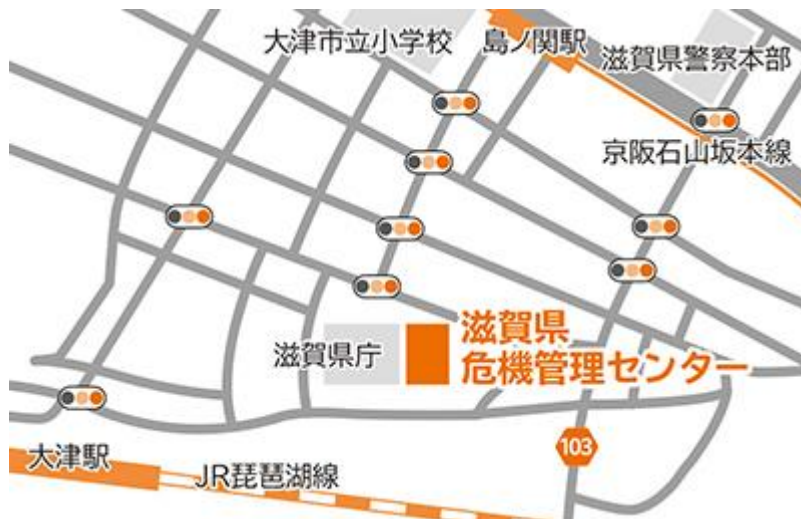 大津市立小学校
島ノ関駅
滋賀県警察本部
京阪石山坂本線
滋賀県庁
滋賀県
危機管理センター
103
大津駅
JR琵琶湖線